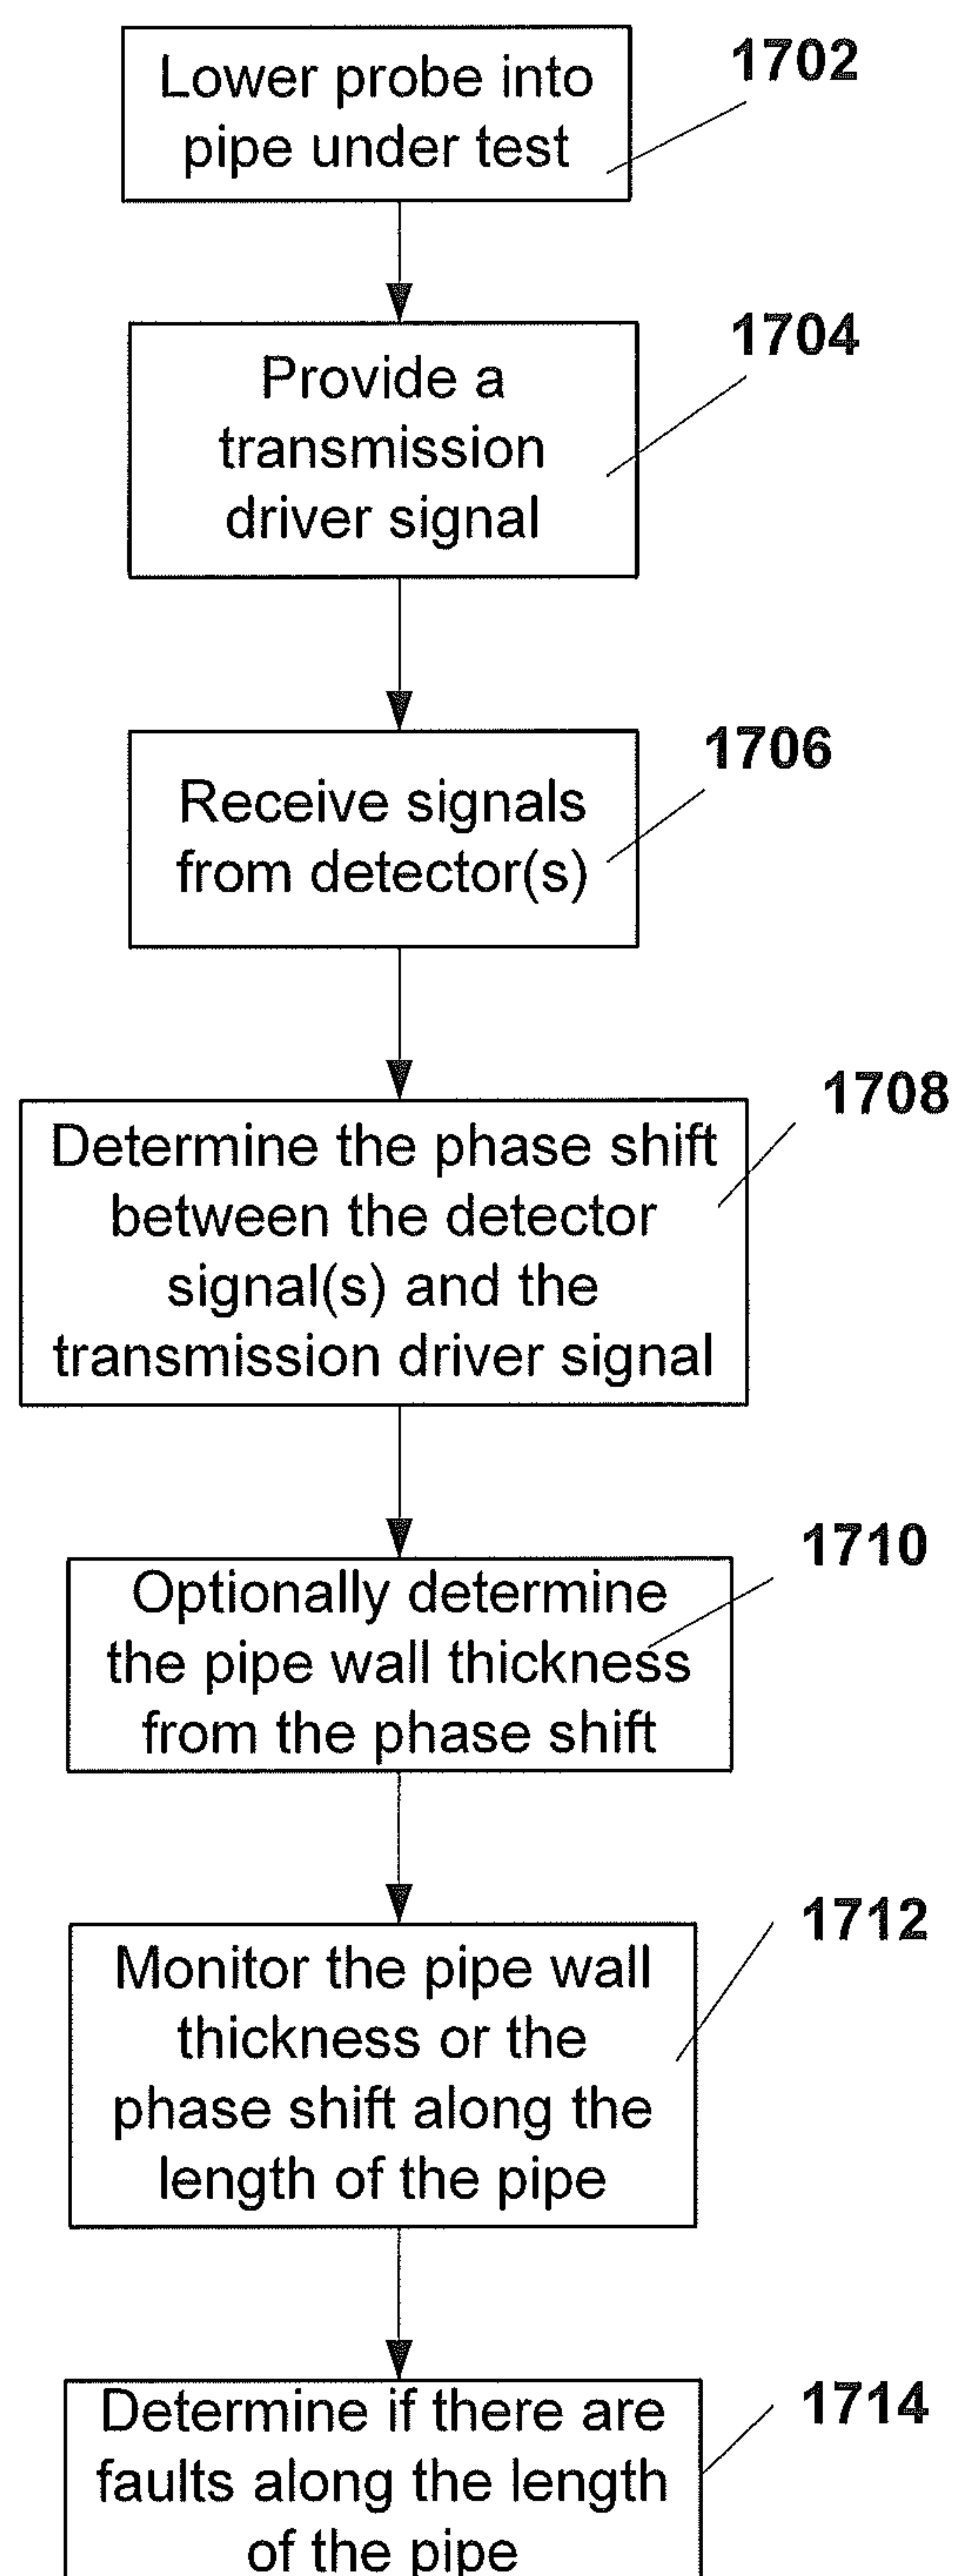 Lower probe into
pipe under test
1702
Provide a
transmission
driver signal
1704
Receive signals
from detector(s)
1706
Determine the phase shift
between the detector
signal(s) and the
transmission driver signal
1708
Optionally determine
the pipe wall thickness
from the phase shift
1710
Monitor the pipe wall
thickness or the
phase shift along the
length of the pipe
1712
Determine if there are
faults along the length
of the pipe
1714